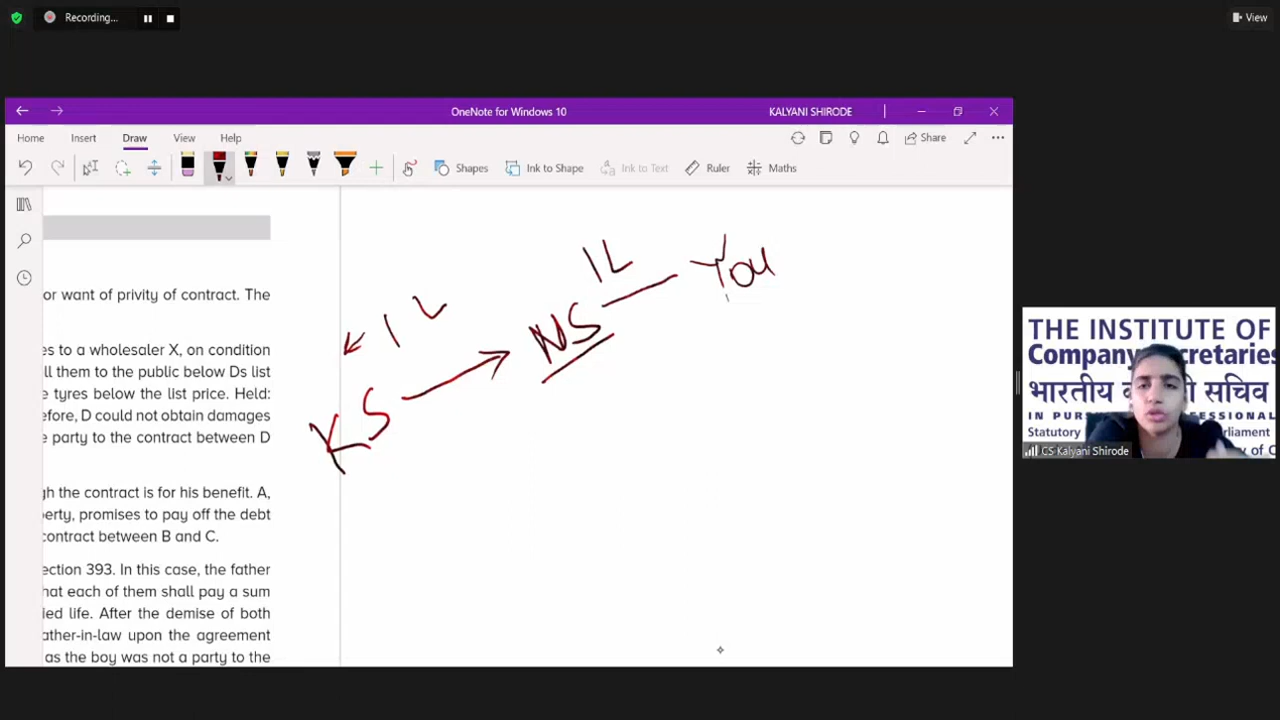 Recording...
View
OneNote for Windows 10
KALYANI SHIRODE
Home Insert Draw View Help
Share
Shapes Ink to Shape Ink to Text Ruler Maths
or want of privity of contract. The
es to a wholesaler X, on condition
ll them to the public below Ds list
e tyres below the list price. Held:
efore, D could not obtain damages
e party to the contract between D
gh the contract is for his benefit. A,
perty, promises to pay off the debt
contract between B and C.
ection 393. In this case, the father
hat each of them shall pay a sum
ied life. After the demise of both
ather-in-law upon the agreement
as the boy was not a party to the
1L
You
1 L
NS
KS
THE INSTITUTE OF
Company Secretaries
भारतीय सचिव
IN PURS PROFESSIONAL
Statutory arliament
CS Kalyani Shirode